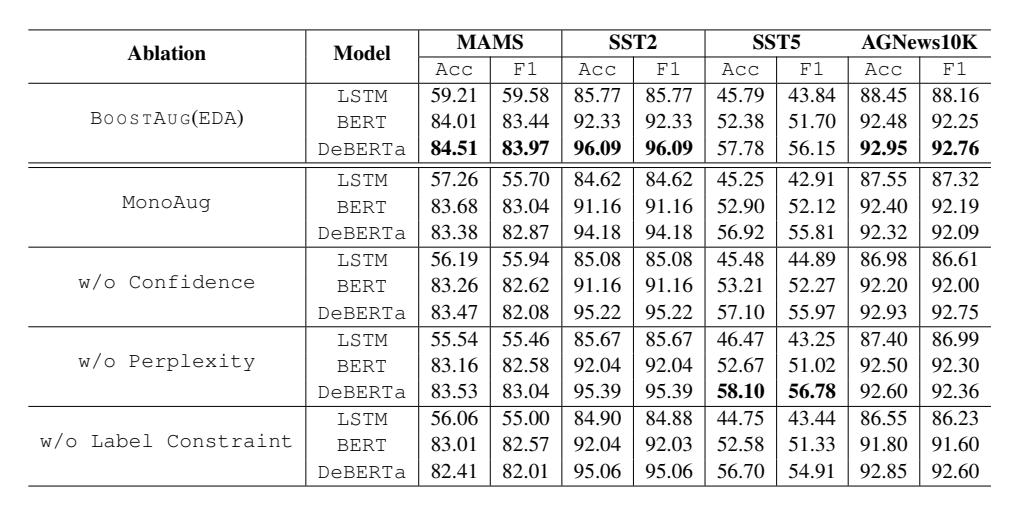 Ablation Model MAMS SST2 SST5 AGNews10K
Acc F1 Acc F1 Acc F1 Acc F1
BOOSTAUG(EDA) LSTM 59.21 59.58 85.77 85.77 45.79 43.84 88.45 88.16
BERT 84.01 83.44 92.33 92.33 52.38 51.70 92.48 92.25
DeBERTa 84.51 83.97 96.09 96.09 57.78 56.15 92.95 92.76
MonoAug LSTM 57.26 55.70 84.62 84.62 45.25 42.91 87.55 87.32
BERT 83.68 83.04 91.16 91.16 52.90 52.12 92.40 92.19
DeBERTa 83.38 82.87 94.18 94.18 56.92 55.81 92.32 92.09
w/o Confidence LSTM 56.19 55.94 85.08 85.08 45.48 44.89 86.98 86.61
BERT 83.26 82.62 91.16 91.16 53.21 52.27 92.20 92.00
DeBERTa 83.47 82.08 95.22 95.22 57.10 55.97 92.93 92.75
w/o Perplexity LSTM 55.54 55.46 85.67 85.67 46.47 43.25 87.40 86.99
BERT 83.16 82.58 92.04 92.04 52.67 51.02 92.50 92.30
DeBERTa 83.53 83.04 95.39 95.39 58.10 56.78 92.60 92.36
w/o Label Constraint LSTM 56.06 55.00 84.90 84.88 44.75 43.44 86.55 86.23
BERT 83.01 82.57 92.04 92.03 52.58 51.33 91.80 91.60
DeBERTa 82.41 82.01 95.06 95.06 56.70 54.91 92.85 92.60